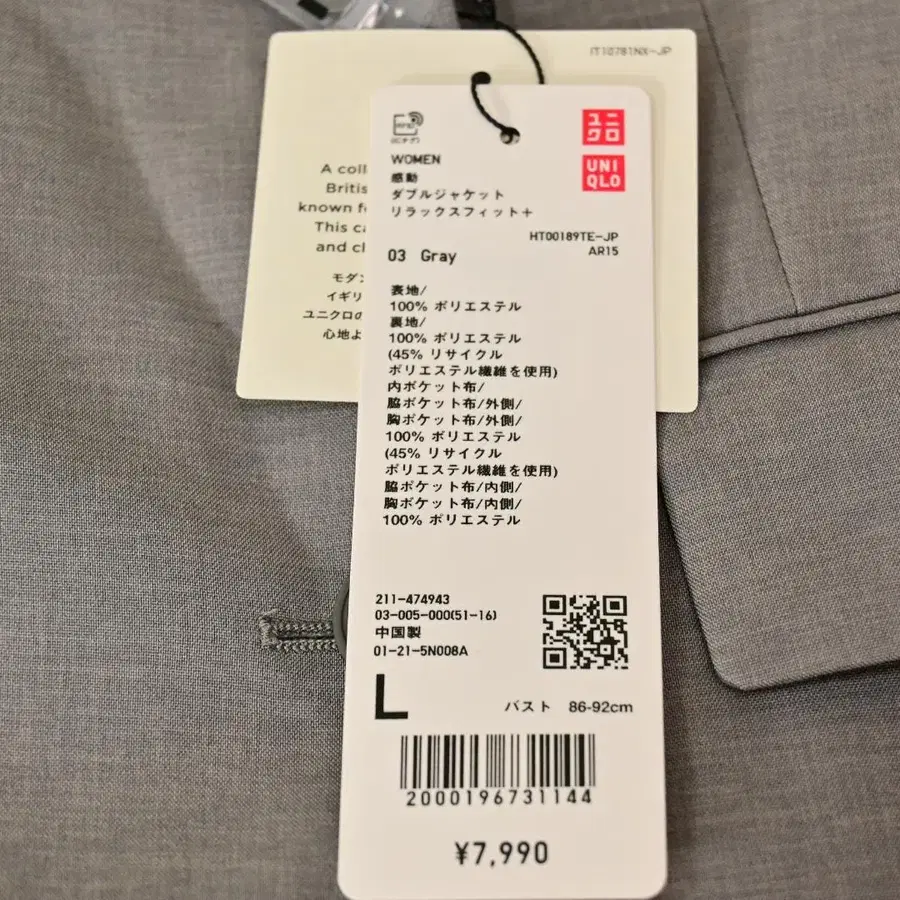 IT10781NX-JP
A coll
Britis
known f
This ca
and cl
モダン
イギリ
ユニクロの
心地よ
ユニ
クロ
UNI
QLO
WOMEN
感動
ダブルジャケット
リラックスフィット+
HT00189TE-JP
AR15
03 Gray
表地/
100% ポリエステル
裏地/
100% ポリエステル
(45% リサイクル
ポリエステル繊維を使用)
内ポケット布/
脇ポケット布/外側/
胸ポケット布/外側/
100% ポリエステル
(45% リサイクル
ポリエステル繊維を使用)
脇ポケット布/内側/
胸ポケット布/内側/
100% ポリエステル
211-474943
03-005-000(51-16)
中国製
01-21-5N008A
L
バスト 86-92cm
2000196731144
¥7,990